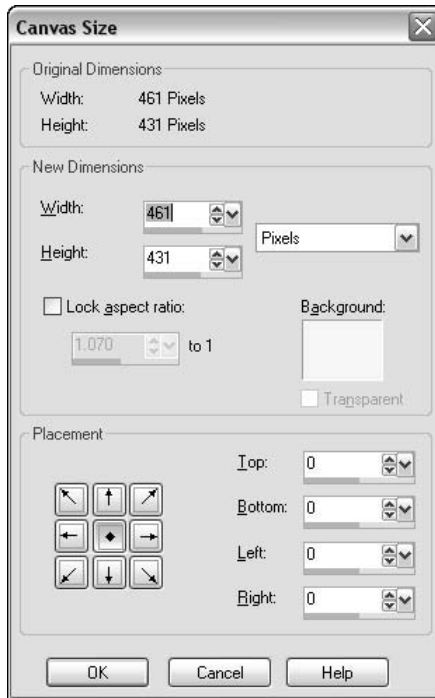 Canvas Size
Original Dimensions
Width: 461 Pixels
Height: 431 Pixels
New Dimensions
Width: 461
Pixels
Height: 431
Lock aspect ratio:
Background:
1.070 to 1
Transparent
Placement
Top: 0
Bottom: 0
Left: 0
Right: 0
OK Cancel Help